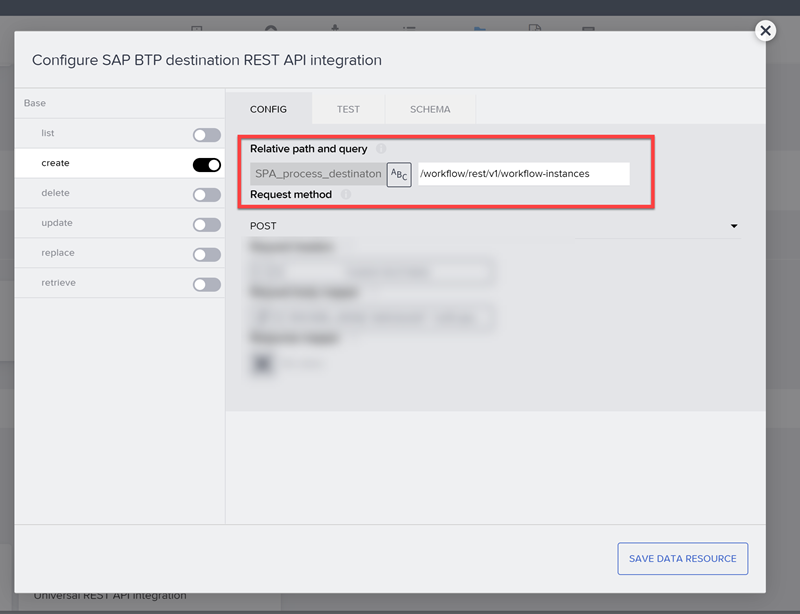 Configure SAP BTP destination REST API integration
Base
list
create
delete
update
replace
retrieve
CONFIG TEST SCHEMA
Relative path and query
SPA_process_destinaton ABC /workflow/rest/v1/workflow-instances
Request method
POST
SAVE DATA RESOURCE
Universal REST API integration